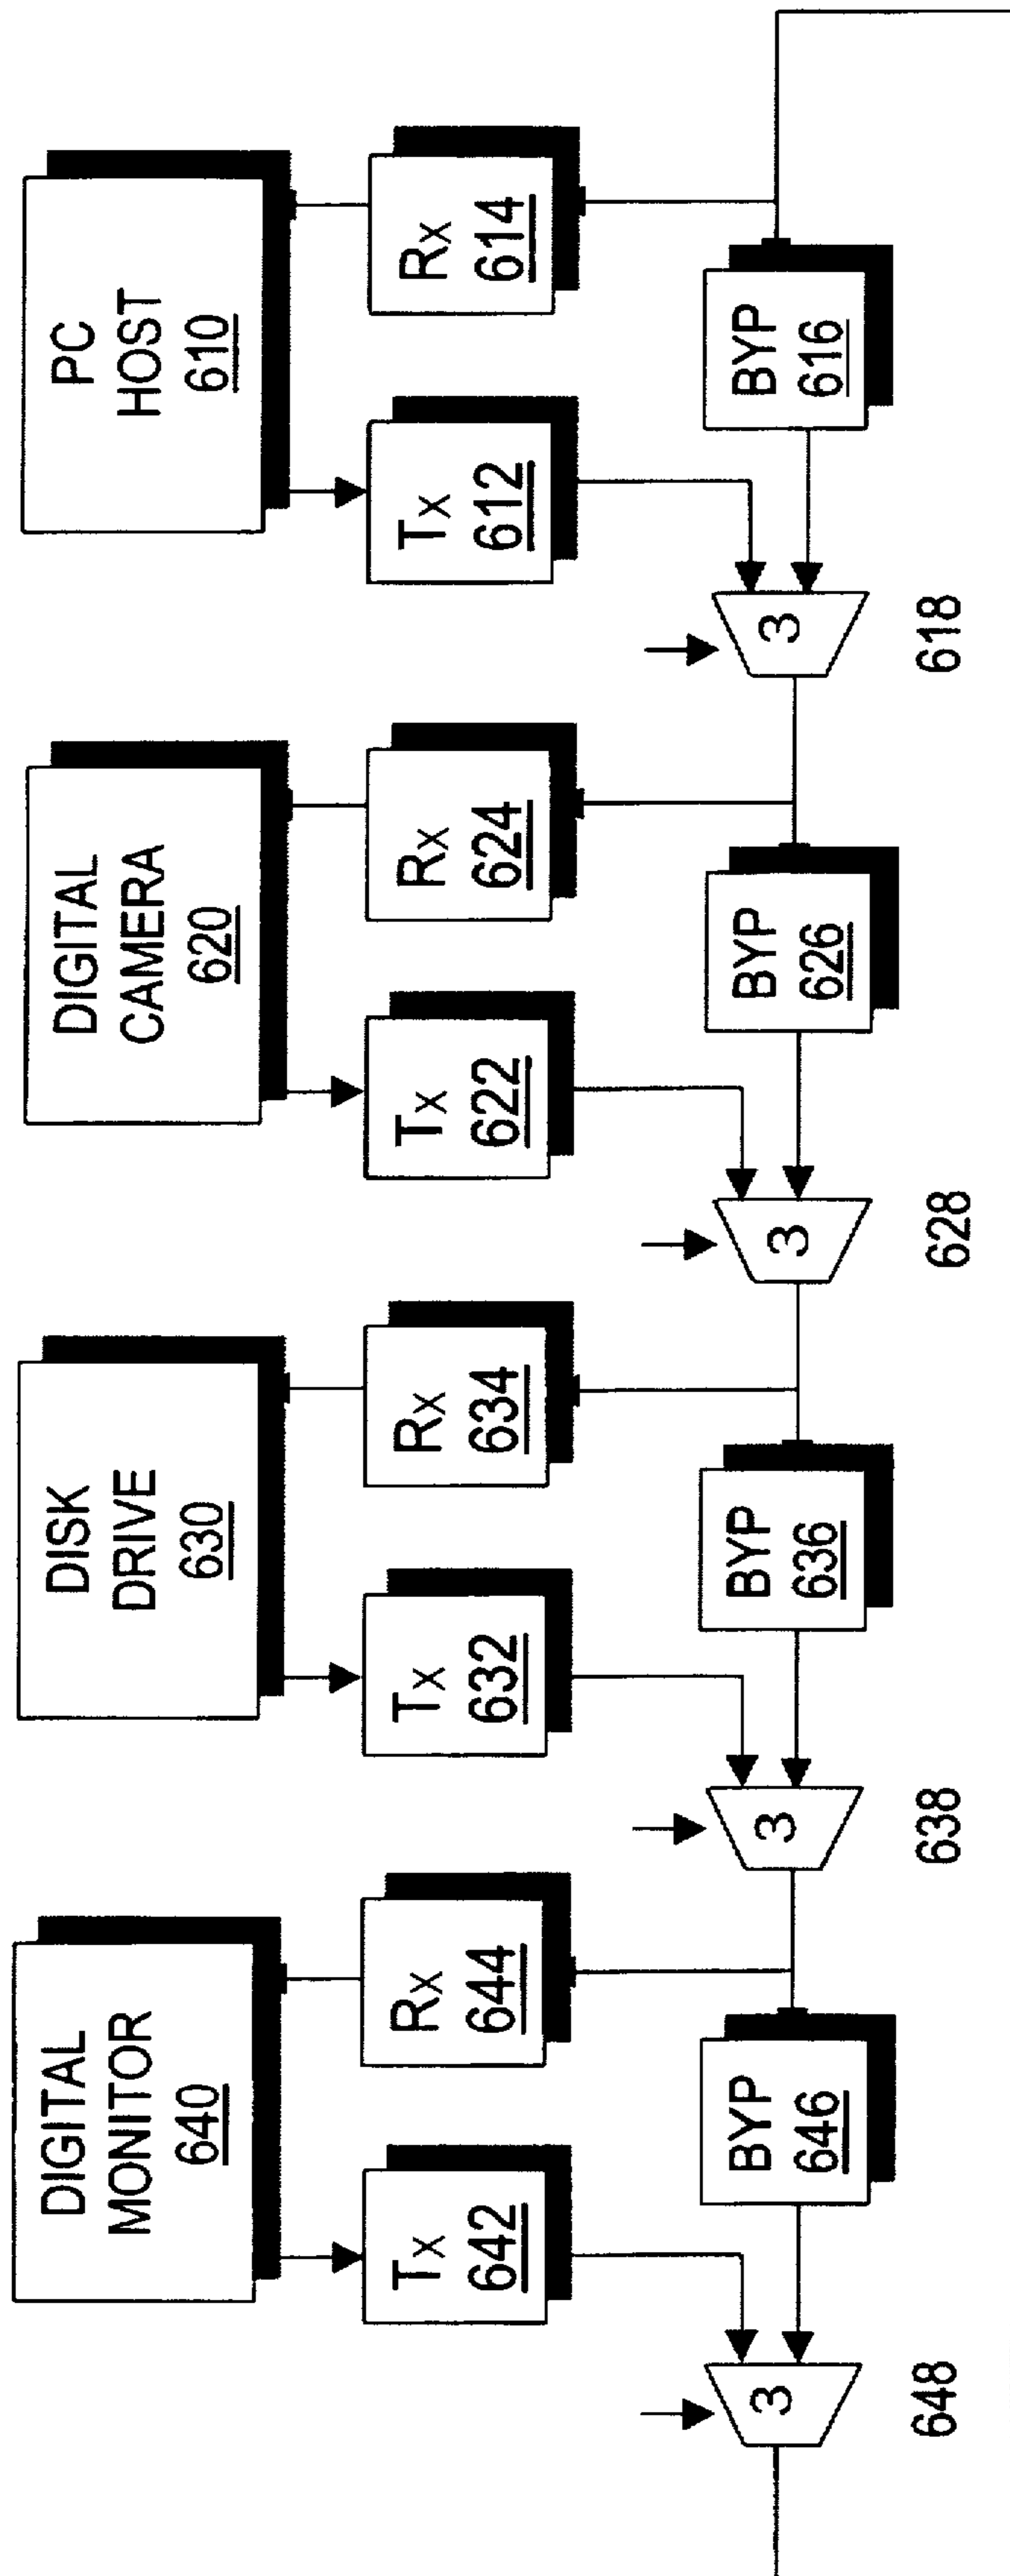 DIGITAL
MONITOR
640
DISK
DRIVE
630
DIGITAL
CAMERA
620
PC
HOST
610
Tx
642
Rx
644
Tx
632
Rx
634
Tx
622
Rx
624
Tx
612
Rx
614
3
BYP
646
3
BYP
636
3
BYP
626
3
BYP
616
648
638
628
618